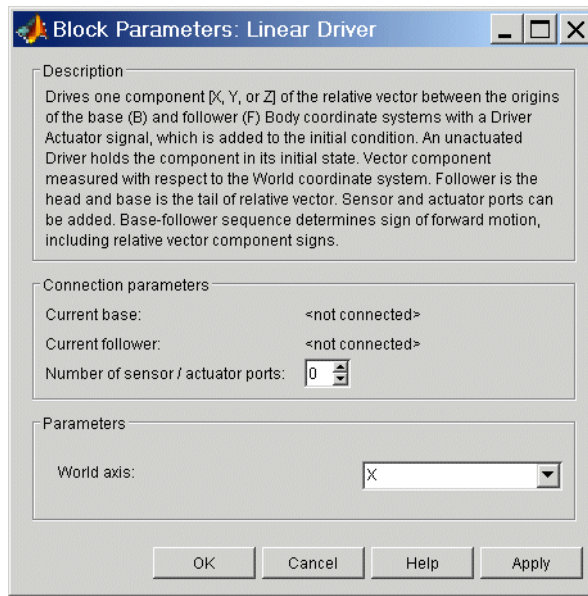 Block Parameters: Linear Driver
Description
Drives one component [X, Y, or Z] of the relative vector between the origins
of the base (B) and follower (F) Body coordinate systems with a Driver
Actuator signal, which is added to the initial condition. An unactuated
Driver holds the component in its initial state. Vector component
measured with respect to the World coordinate system. Follower is the
head and base is the tail of relative vector. Sensor and actuator ports can
be added. Base-follower sequence determines sign of forward motion,
including relative vector component signs.
Connection parameters
Current base: <not connected>
Current follower: <not connected>
Number of sensor / actuator ports: 0
Parameters
World axis: X
OK Cancel Help Apply